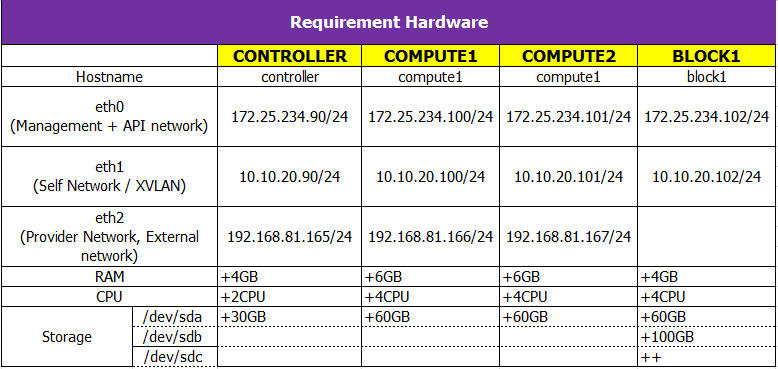 Requirement Hardware
CONTROLLER COMPUTE1 COMPUTE2 BLOCK1
Hostname controller compute1 compute1 block1
eth0
(Management + API network) 172.25.234.90/24 172.25.234.100/24 172.25.234.101/24 172.25.234.102/24
eth1
(Self Network / XVLAN) 10.10.20.90/24 10.10.20.100/24 10.10.20.101/24 10.10.20.102/24
eth2
(Provider Network, External
network) 192.168.81.165/24 192.168.81.166/24 192.168.81.167/24
RAM +4GB +6GB +6GB +4GB
CPU +2CPU +4CPU +4CPU +4CPU
Storage /dev/sda +30GB +60GB +60GB +60GB
/dev/sdb +100GB
/dev/sdc ++